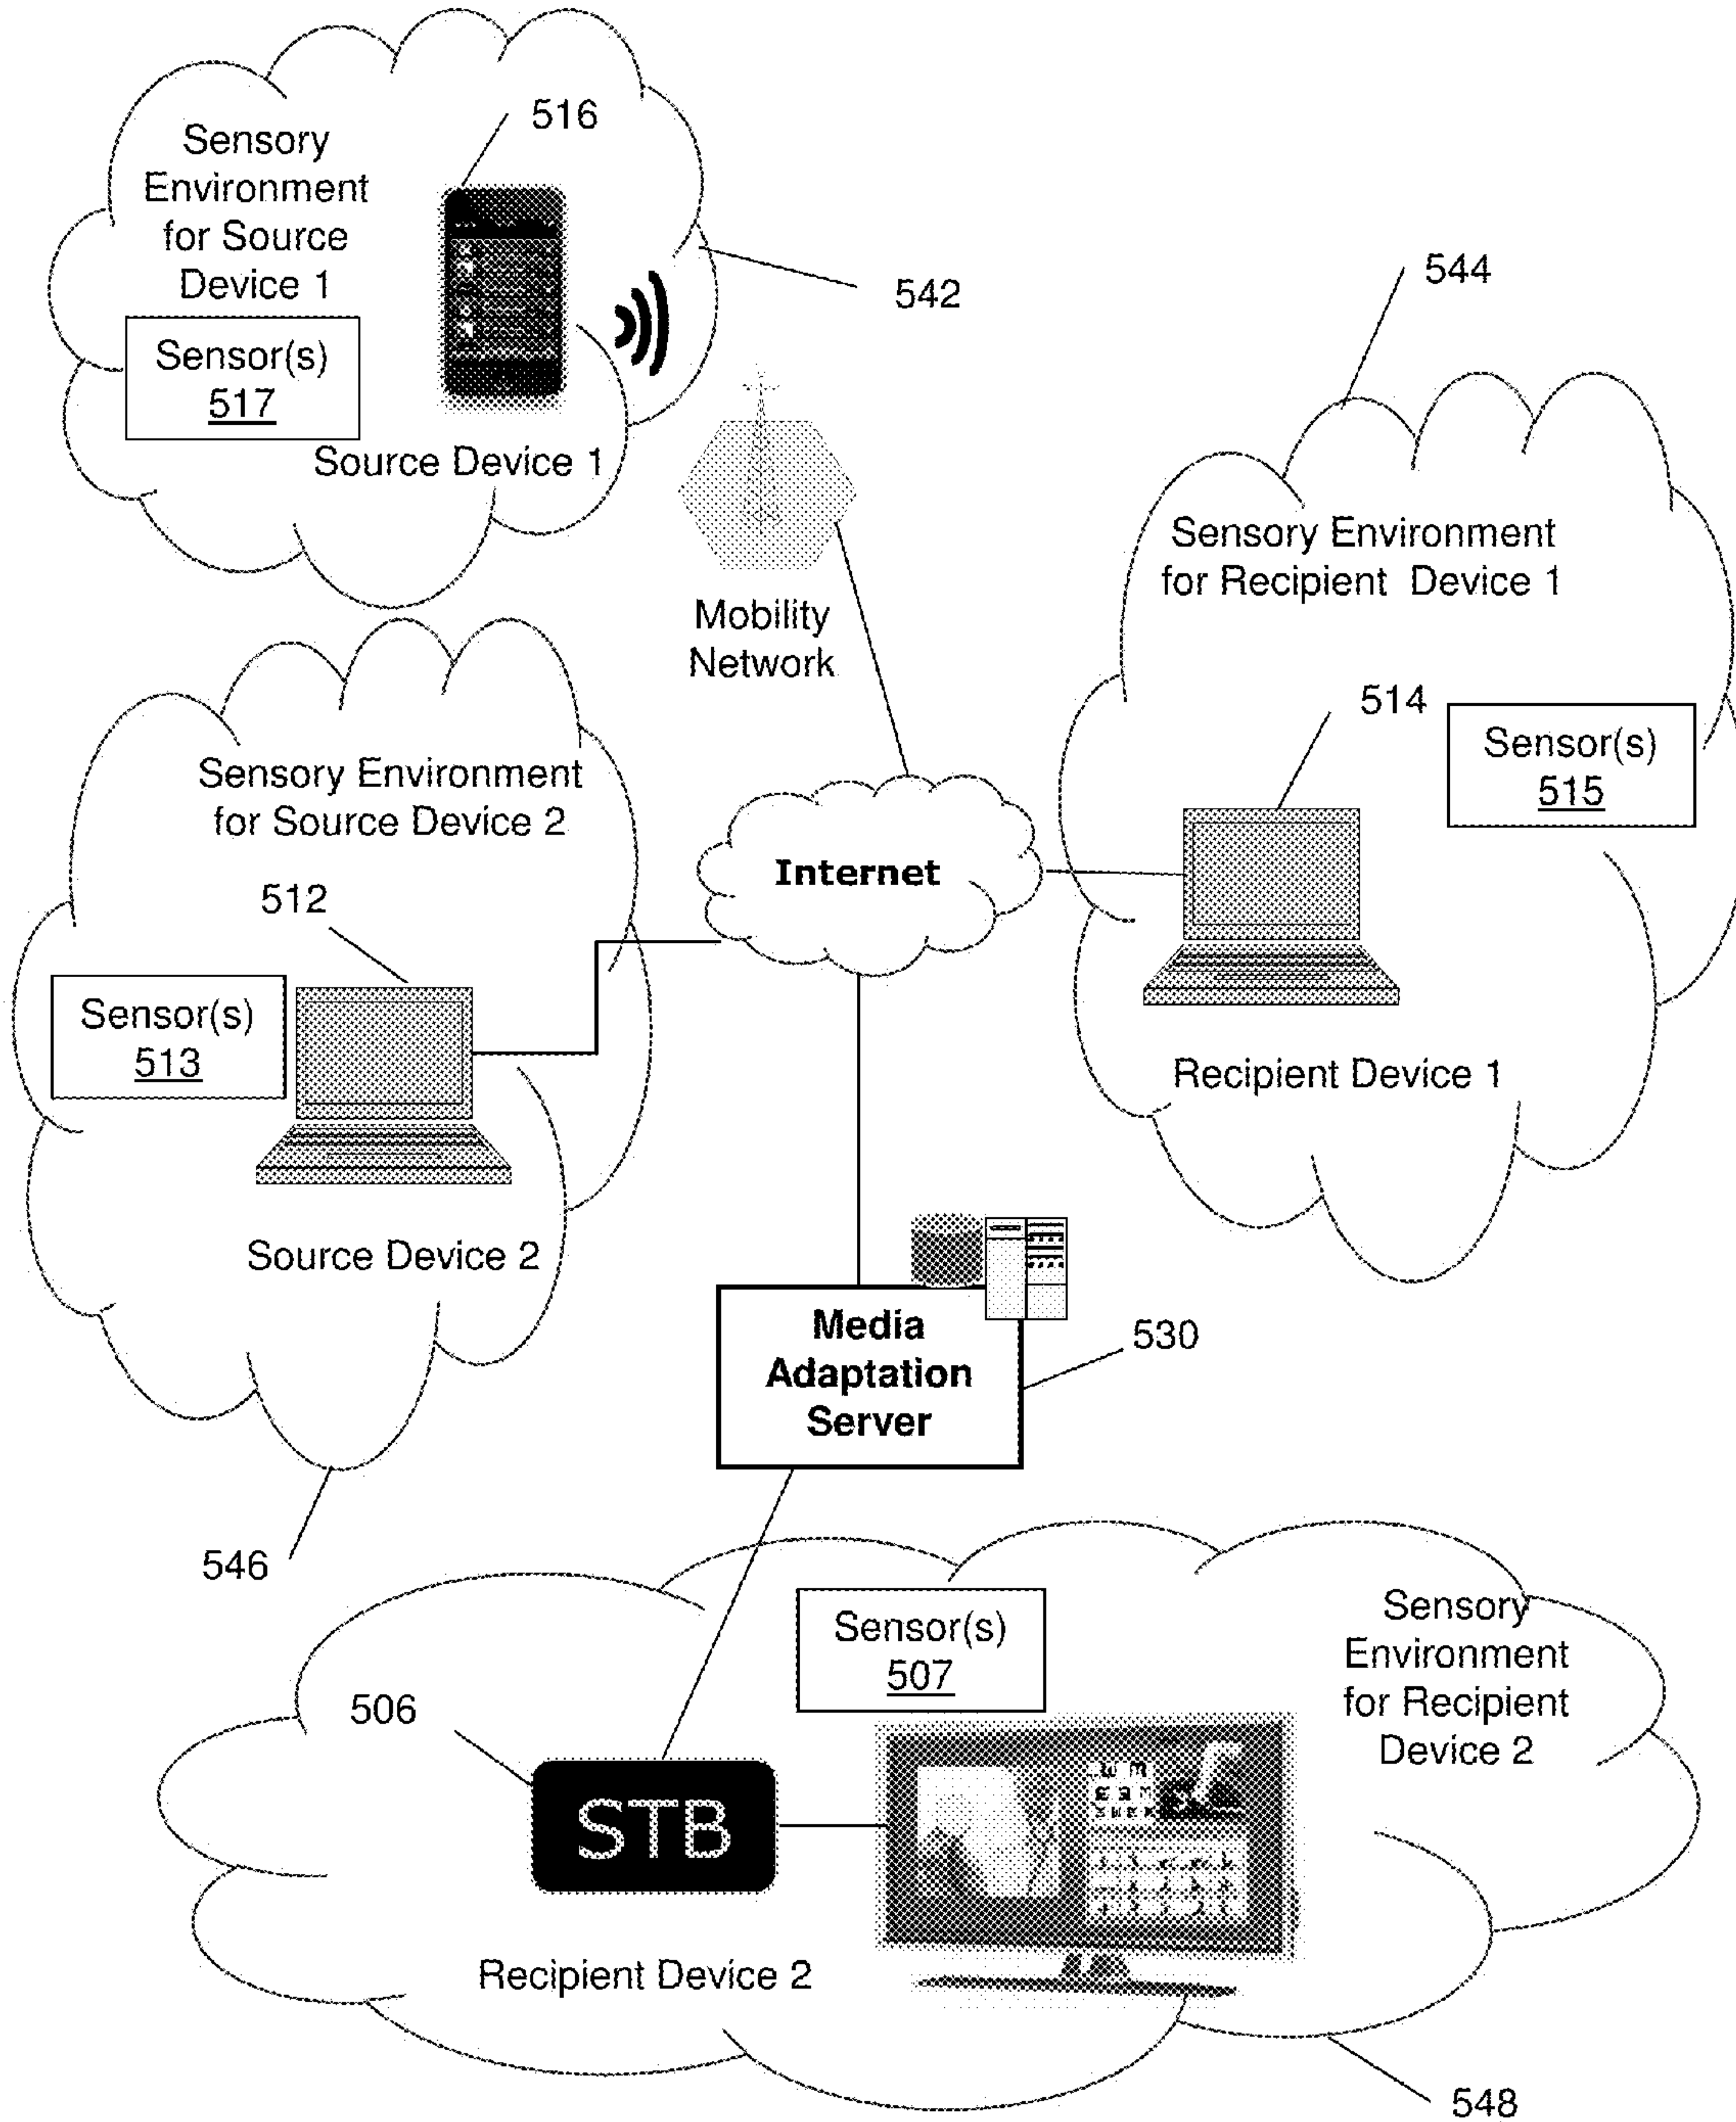 516
Sensory
Environment
for Source
Device 1
542
Sensor(s)
517
Source Device 1
544
Mobility
Network
Sensory Environment
for Recipient Device 1
514
Sensor(s)
515
Sensory Environment
for Source Device 2
Internet
512
Sensor(s)
513
Recipient Device 1
Source Device 2
Media
Adaptation
Server
530
546
Sensor(s)
507
Sensory
Environment
for Recipient
Device 2
506
STB
Recipient Device 2
548